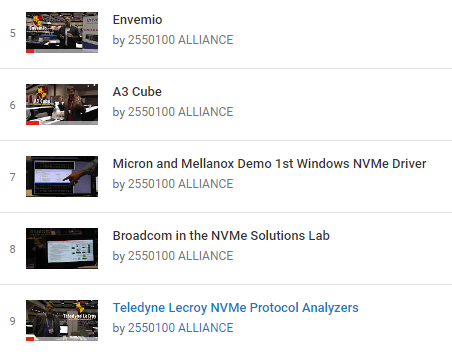 5
Envemio
by 2550100 ALLIANCE
6
A3 Cube
by 2550100 ALLIANCE
7
Micron and Mellanox Demo 1st Windows NVMe Driver
by 2550100 ALLIANCE
8
Broadcom in the NVMe Solutions Lab
by 2550100 ALLIANCE
9
Teledyne Lecroy NVMe Protocol Analyzers
by 2550100 ALLIANCE
Teledyne LeCroy